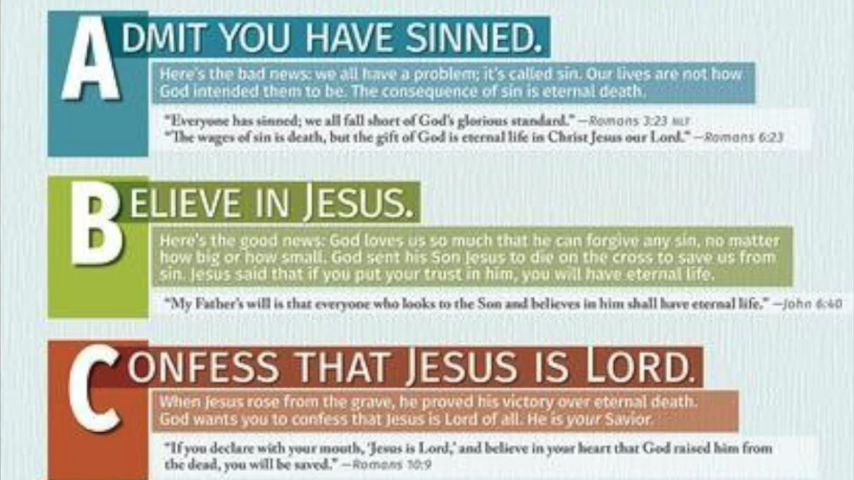 ADMIT YOU HAVE SINNED.
Here's the bad news: we all have a problem; it's called sin. Our lives are not how
God intended them to be. The consequence of sin is eternal death.
"Everyone has sinned; we all fall short of God's glorious standard." —Romans 3:23 NLT
"The wages of sin is death, but the gift of God is eternal life in Christ Jesus our Lord." —Romans 6:23
BELIEVE IN JESUS.
Here's the good news: God loves us so much that he can forgive any sin, no matter
how big or how small. God sent his Son Jesus to die on the cross to save us from
sin. Jesus said that if you put your trust in him, you will have eternal life.
"My Father's will is that everyone who looks to the Son and believes in him shall have eternal life." —John 6:40
CONFESS THAT JESUS IS LORD.
When Jesus rose from the grave, he proved his victory over eternal death.
God wants you to confess that Jesus is Lord of all. He is your Savior.
"If you declare with your mouth, 'Jesus is Lord,' and believe in your heart that God raised him from
the dead, you will be saved." —Romans 10:9